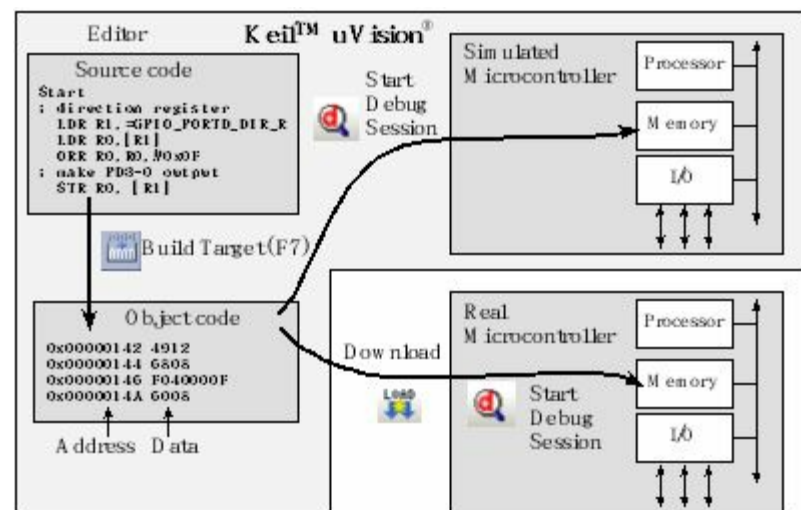 Editor
Keil™ uVision®
Source code
Start
; direction register
LDR R1,=GPIO_PORTD_DIR_R
LDR R0,[R1]
ORR R0,R0,#0x0F
; make PD3-0 output
STR R0, [R1]
Start
Debug
Session
Simulated
Microcontroller
Processor
Memory
I/O
Build Target(F7)
Object code
0x00000142 4912
0x00000144 6808
0x00000146 F040000F
0x0000014A 6008
Address Data
Download
LOAD
Real
Microcontroller
Start
Debug
Session
Processor
Memory
I/O